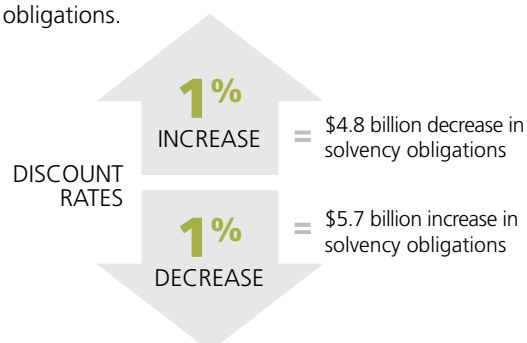 obligations.
1%
INCREASE
= $4.8 billion decrease in
solvency obligations
DISCOUNT
RATES
1%
DECREASE
= $5.7 billion increase in
solvency obligations